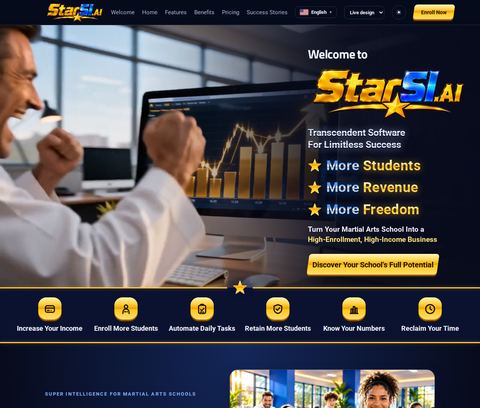 StarSI.AI
Welcome Home Features Benefits Pricing Success Stories English Live design Enroll Now
Welcome to
StarSI.AI
Transcendent Software
For Limitless Success
More Students
More Revenue
More Freedom
Turn Your Martial Arts School Into a
High-Enrollment, High-Income Business
Discover Your School's Full Potential
Increase Your Income Enroll More Students Automate Daily Tasks Retain More Students Know Your Numbers Reclaim Your Time
SUPER INTELLIGENCE FOR MARTIAL ARTS SCHOOLS